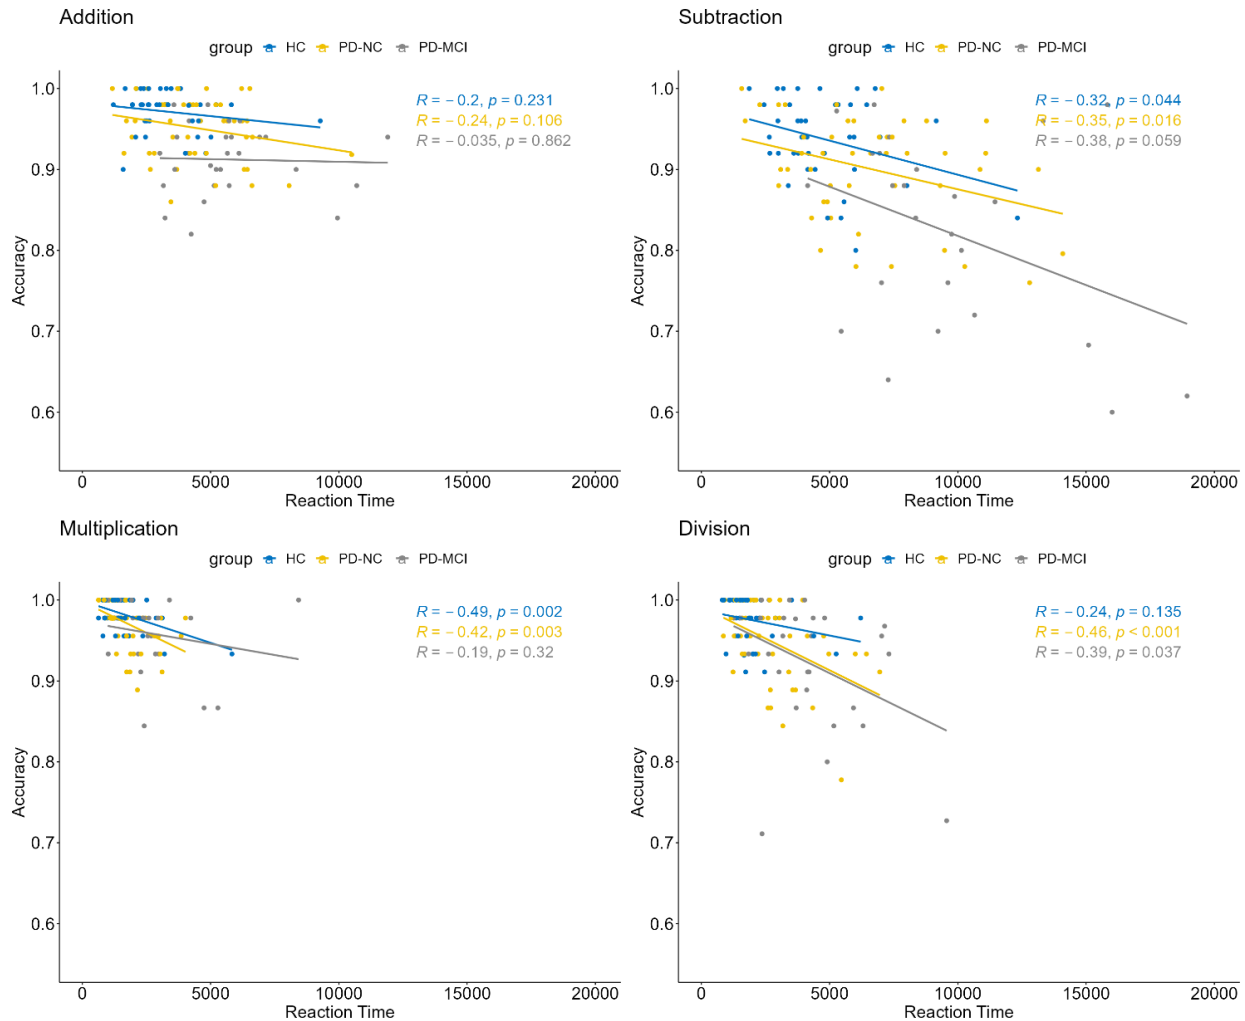 Addition
group HC PD-NC PD-MCI
R = − 0.2, p = 0.231
R = − 0.24, p = 0.106
R = − 0.035, p = 0.862
1.0
0.9
0.8
0.7
0.6
Accuracy
0 5000 10000 15000 20000
Reaction Time
Subtraction
group HC PD-NC PD-MCI
R = − 0.32, p = 0.044
R = − 0.35, p = 0.016
R = − 0.38, p = 0.059
1.0
0.9
0.8
0.7
0.6
Accuracy
0 5000 10000 15000 20000
Reaction Time
Multiplication
group HC PD-NC PD-MCI
R = − 0.49, p = 0.002
R = − 0.42, p = 0.003
R = − 0.19, p = 0.32
1.0
0.9
0.8
0.7
0.6
Accuracy
0 5000 10000 15000 20000
Reaction Time
Division
group HC PD-NC PD-MCI
R = − 0.24, p = 0.135
R = − 0.46, p < 0.001
R = − 0.39, p = 0.037
1.0
0.9
0.8
0.7
0.6
Accuracy
0 5000 10000 15000 20000
Reaction Time